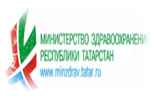 МИНИСТЕРСТВО ЗДРАВООХРАНЕНИЯ
РЕСПУБЛИКИ ТАТАРСТАН
www.minzdrav.tatar.ru